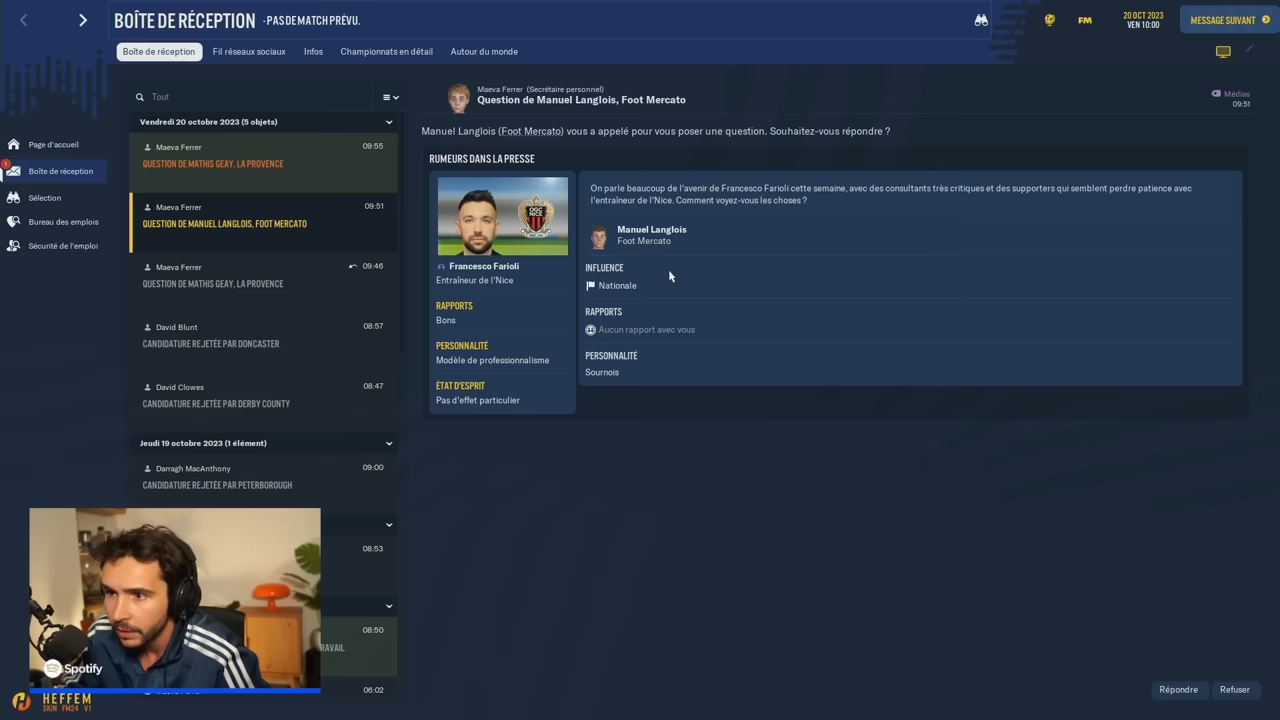 BOÎTE DE RÉCEPTION - PAS DE MATCH PRÉVU.
FM
20 OCT 2023
VEN 10:00
MESSAGE SUIVANT
Boîte de réception Fil réseaux sociaux Infos Championnats en détail Autour du monde
Page d'accueil
1
Boîte de réception
Sélection
Bureau des emplois
Sécurité de l'emploi
Tout
Vendredi 20 octobre 2023 (5 objets)
Maeva Ferrer 09:55
QUESTION DE MATHIS GEAY, LA PROVENCE
Maeva Ferrer 09:51
QUESTION DE MANUEL LANGLOIS, FOOT MERCATO
Maeva Ferrer 09:46
QUESTION DE MATHIS GEAY, LA PROVENCE
David Blunt 08:57
CANDIDATURE REJETÉE PAR DONCASTER
David Clowes 08:47
CANDIDATURE REJETÉE PAR DERBY COUNTY
Jeudi 19 octobre 2023 (1 élément)
Darragh MacAnthony 09:00
CANDIDATURE REJETÉE PAR PETERBOROUGH
08:53
08:50
RAVAIL
06:02
Maeva Ferrer (Secrétaire personnel)
Question de Manuel Langlois, Foot Mercato
Médias
09:51
Manuel Langlois (Foot Mercato) vous a appelé pour vous poser une question. Souhaitez-vous répondre ?
RUMEURS DANS LA PRESSE
OGC
NICE
Francesco Farioli
Entraîneur de l'Nice
RAPPORTS
Bons
PERSONNALITÉ
Modèle de professionnalisme
ÉTAT D'ESPRIT
Pas d'effet particulier
On parle beaucoup de l'avenir de Francesco Farioli cette semaine, avec des consultants très critiques et des supporters qui semblent perdre patience avec
l'entraîneur de l'Nice. Comment voyez-vous les choses ?
Manuel Langlois
Foot Mercato
INFLUENCE
Nationale
RAPPORTS
Aucun rapport avec vous
PERSONNALITÉ
Sournois
Répondre Refuser
Spotify
HEFFEM
SKIN FM24 V1